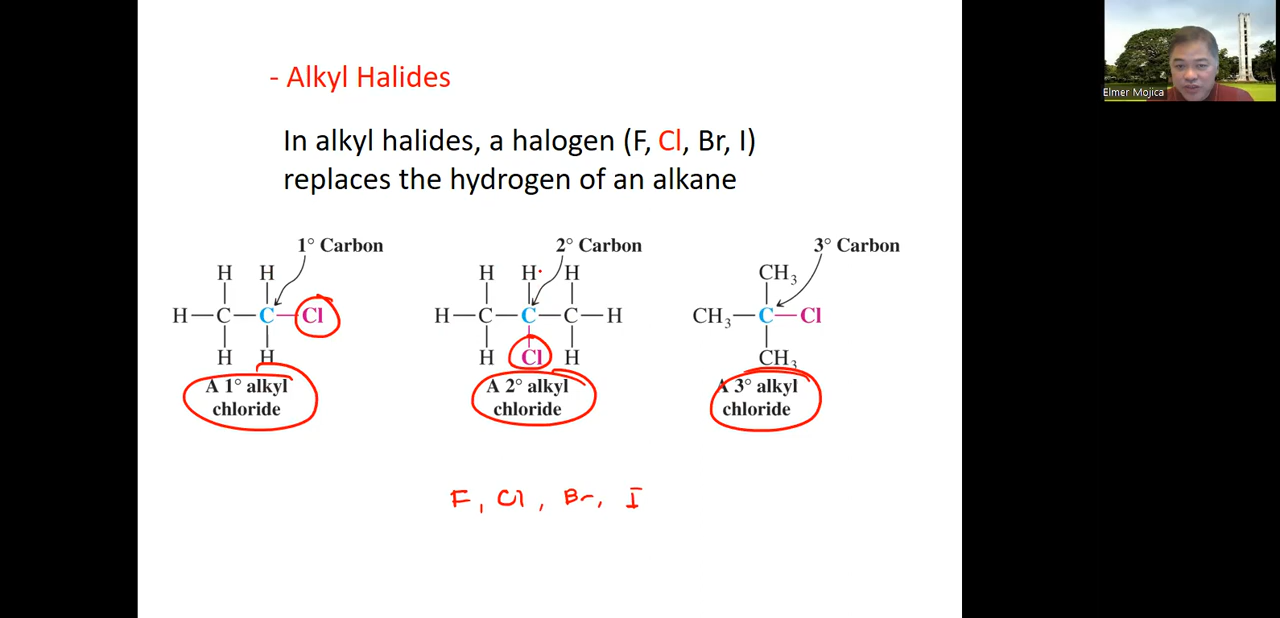 - Alkyl Halides
Elmer Mojica
In alkyl halides, a halogen (F, Cl, Br, I)
replaces the hydrogen of an alkane
1° Carbon
H H
H—C—C—Cl
H H
A 1° alkyl
chloride
2° Carbon
H H H
H—C—C—C—H
H Cl H
A 2° alkyl
chloride
3° Carbon
CH₃
CH₃—C—Cl
CH₃
A 3° alkyl
chloride
F, Cl, Br, I